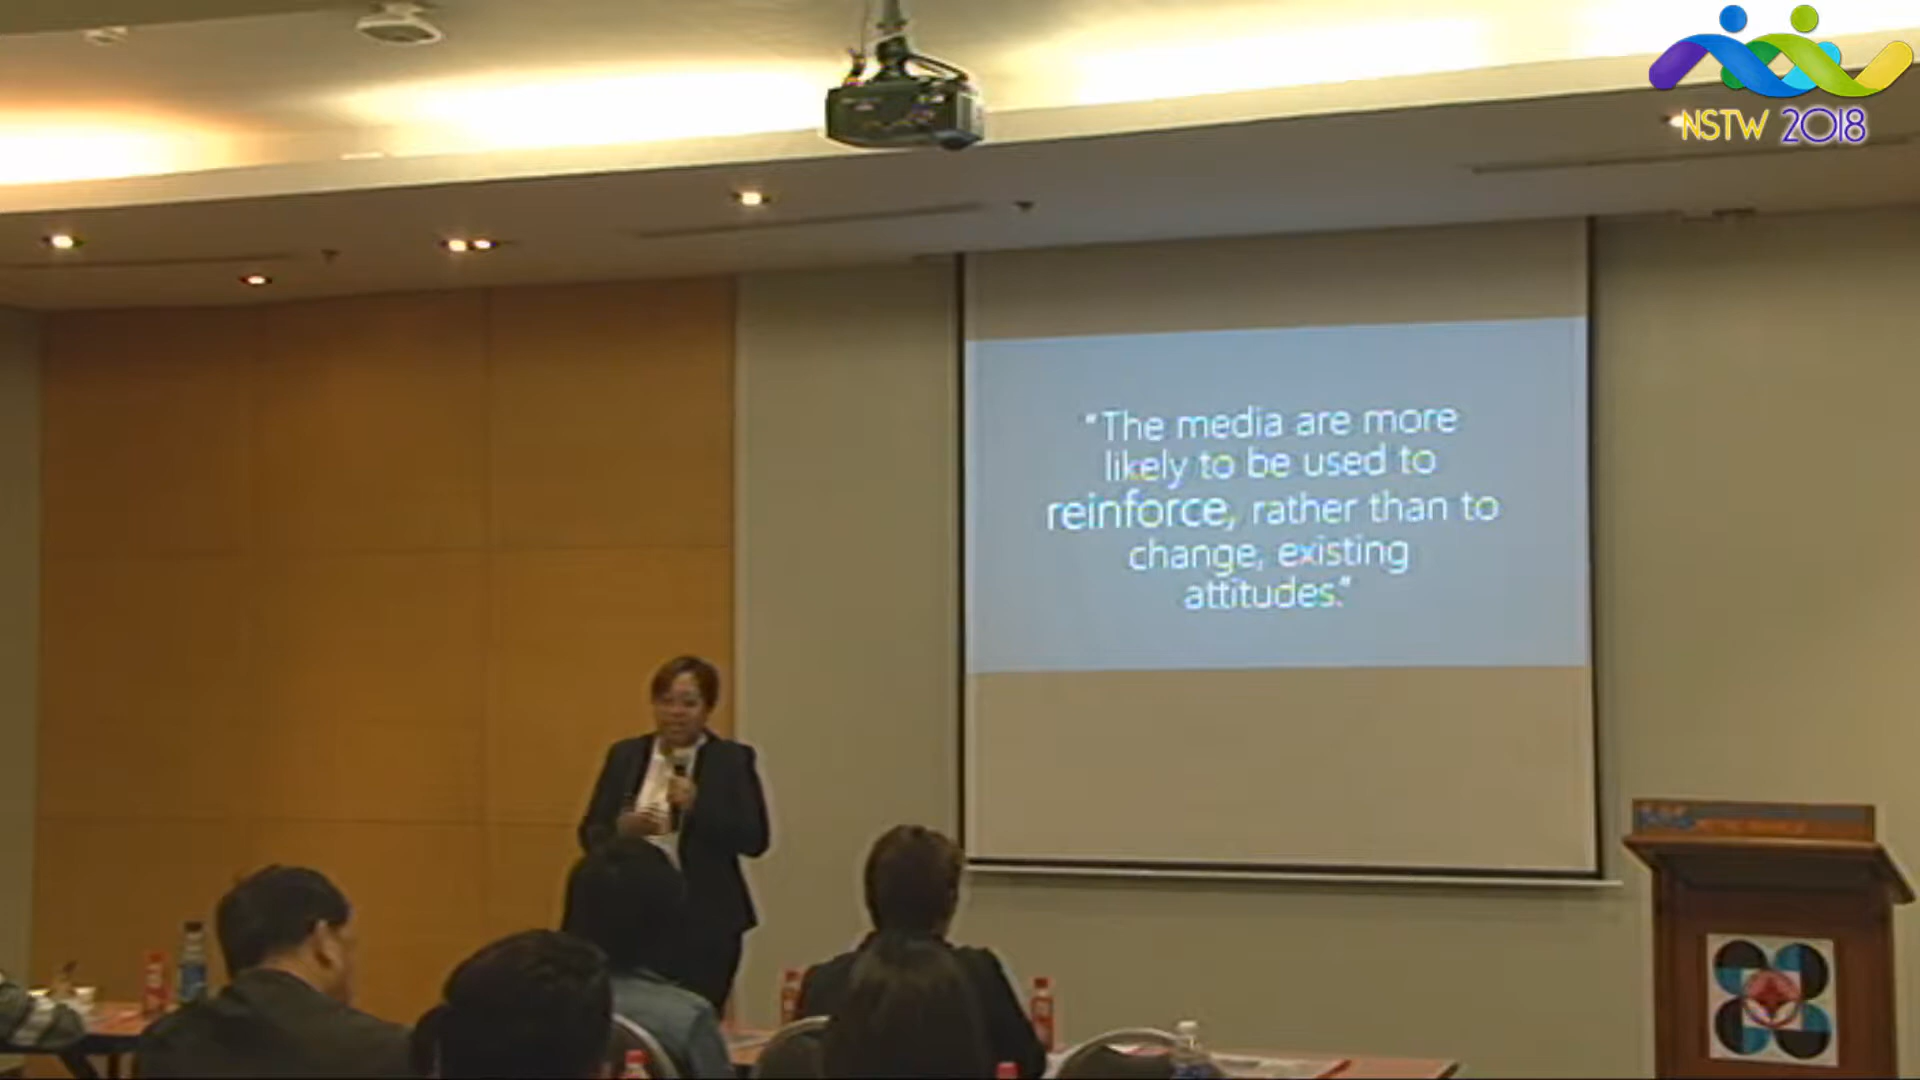 NSTW 2018
"The media are more
likely to be used to
reinforce, rather than to
change, existing
attitudes."